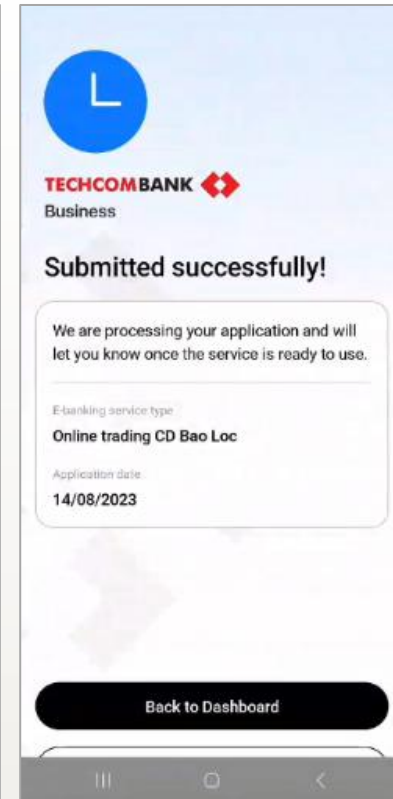 TECHCOMBANK
Business
Submitted successfully!
We are processing your application and will
let you know once the service is ready to use.
E-banking service type
Online trading CD Bao Loc
Application date
14/08/2023
Back to Dashboard